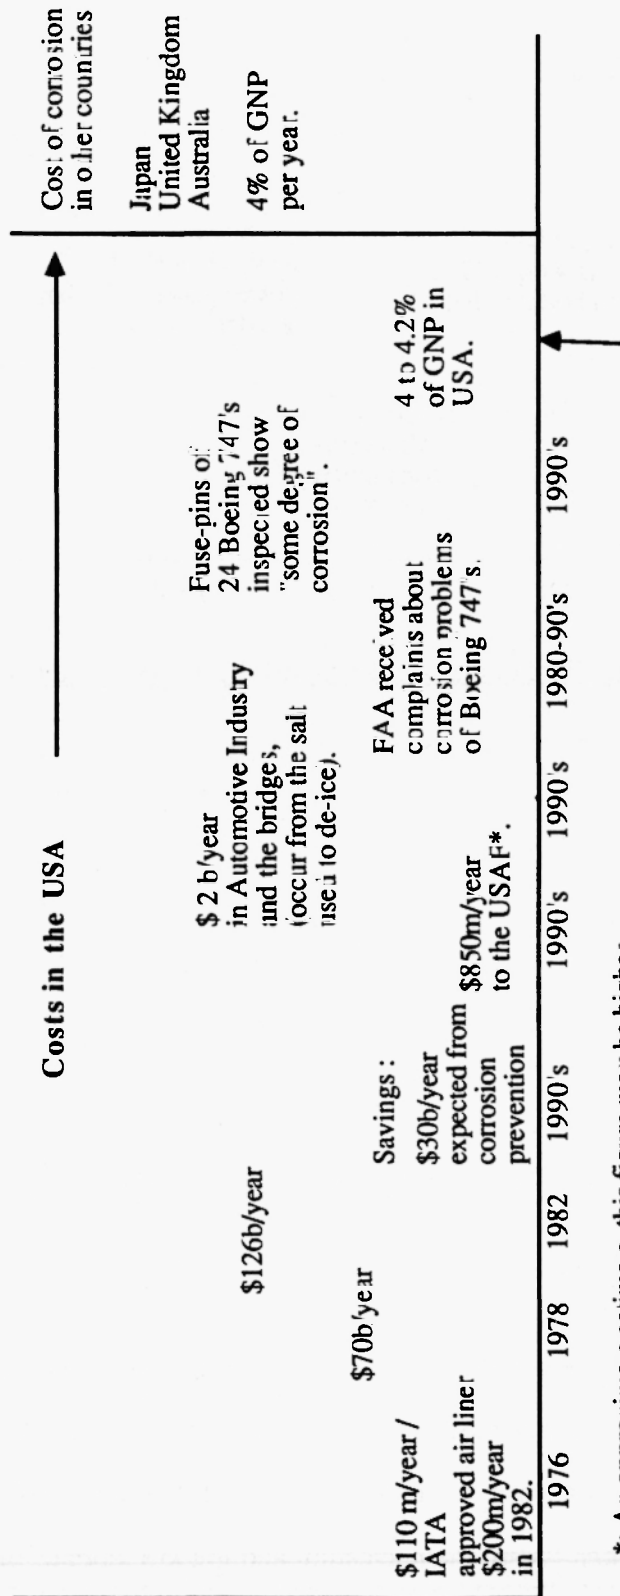 Costs in the USA
Cost of corrosion
in other countries
Japan
United Kingdom
Australia
4% of GNP
per year.
$110 m/year /
IATA
approved air liner
$200m/year
in 1982.
$70b/year
$126b/year
Savings :
$30b/year
expected from
corrosion
prevention
$850m/year
to the USAF*.
$ 2 b/year
in Automotive Industry
and the bridges,
(occur from the salt
used to de-ice).
FAA received
complaints about
corrosion problems
of Boeing 747's.
Fuse-pins of
24 Boeing 747's
inspected show
"some degree of
corrosion".
4 to 4.2%
of GNP in
USA.
1976
1978
1982
1990's
1990's
1990's
1980-90's
1990's